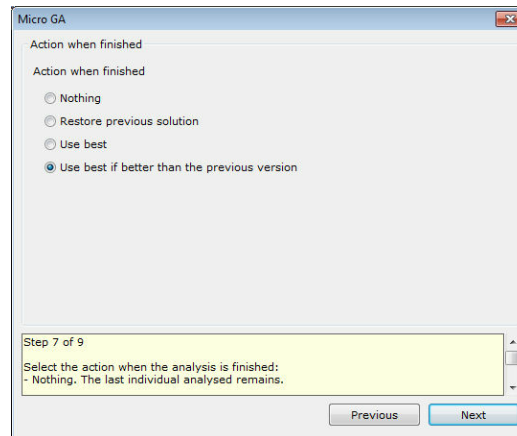 Micro GA
Action when finished
Action when finished
Nothing
Restore previous solution
Use best
Use best if better than the previous version
Step 7 of 9
Select the action when the analysis is finished:
- Nothing. The last individual analysed remains.
Previous Next